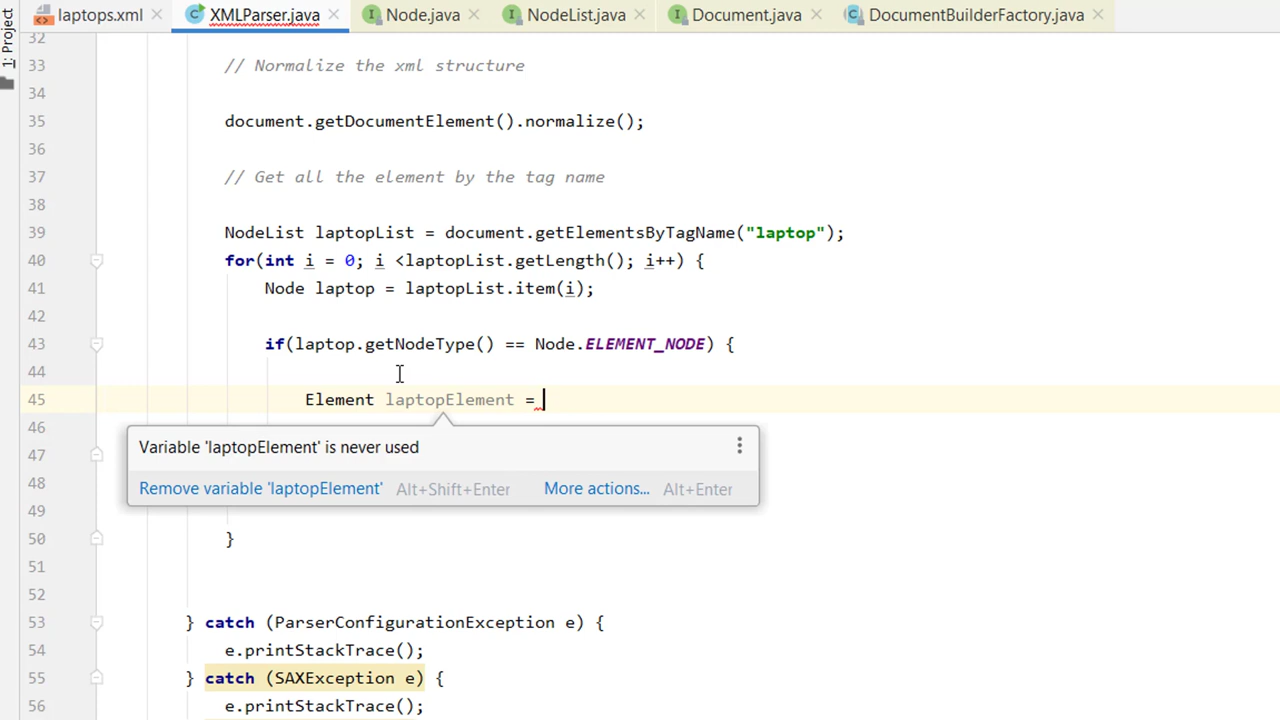 laptops.xml XMLParser.java Node.java NodeList.java Document.java DocumentBuilderFactory.java
1: Project
32
33 // Normalize the xml structure
34
35 document.getDocumentElement().normalize();
36
37 // Get all the element by the tag name
38
39 NodeList laptopList = document.getElementsByTagName("laptop");
40 for(int i = 0; i <laptopList.getLength(); i++) {
41 Node laptop = laptopList.item(i);
42
43 if(laptop.getNodeType() == Node.ELEMENT_NODE) {
44
45 Element laptopElement =
46
Variable 'laptopElement' is never used
47
48 Remove variable 'laptopElement' Alt+Shift+Enter More actions... Alt+Enter
49
50 }
51
52
53 } catch (ParserConfigurationException e) {
54 e.printStackTrace();
55 } catch (SAXException e) {
56 e.printStackTrace();